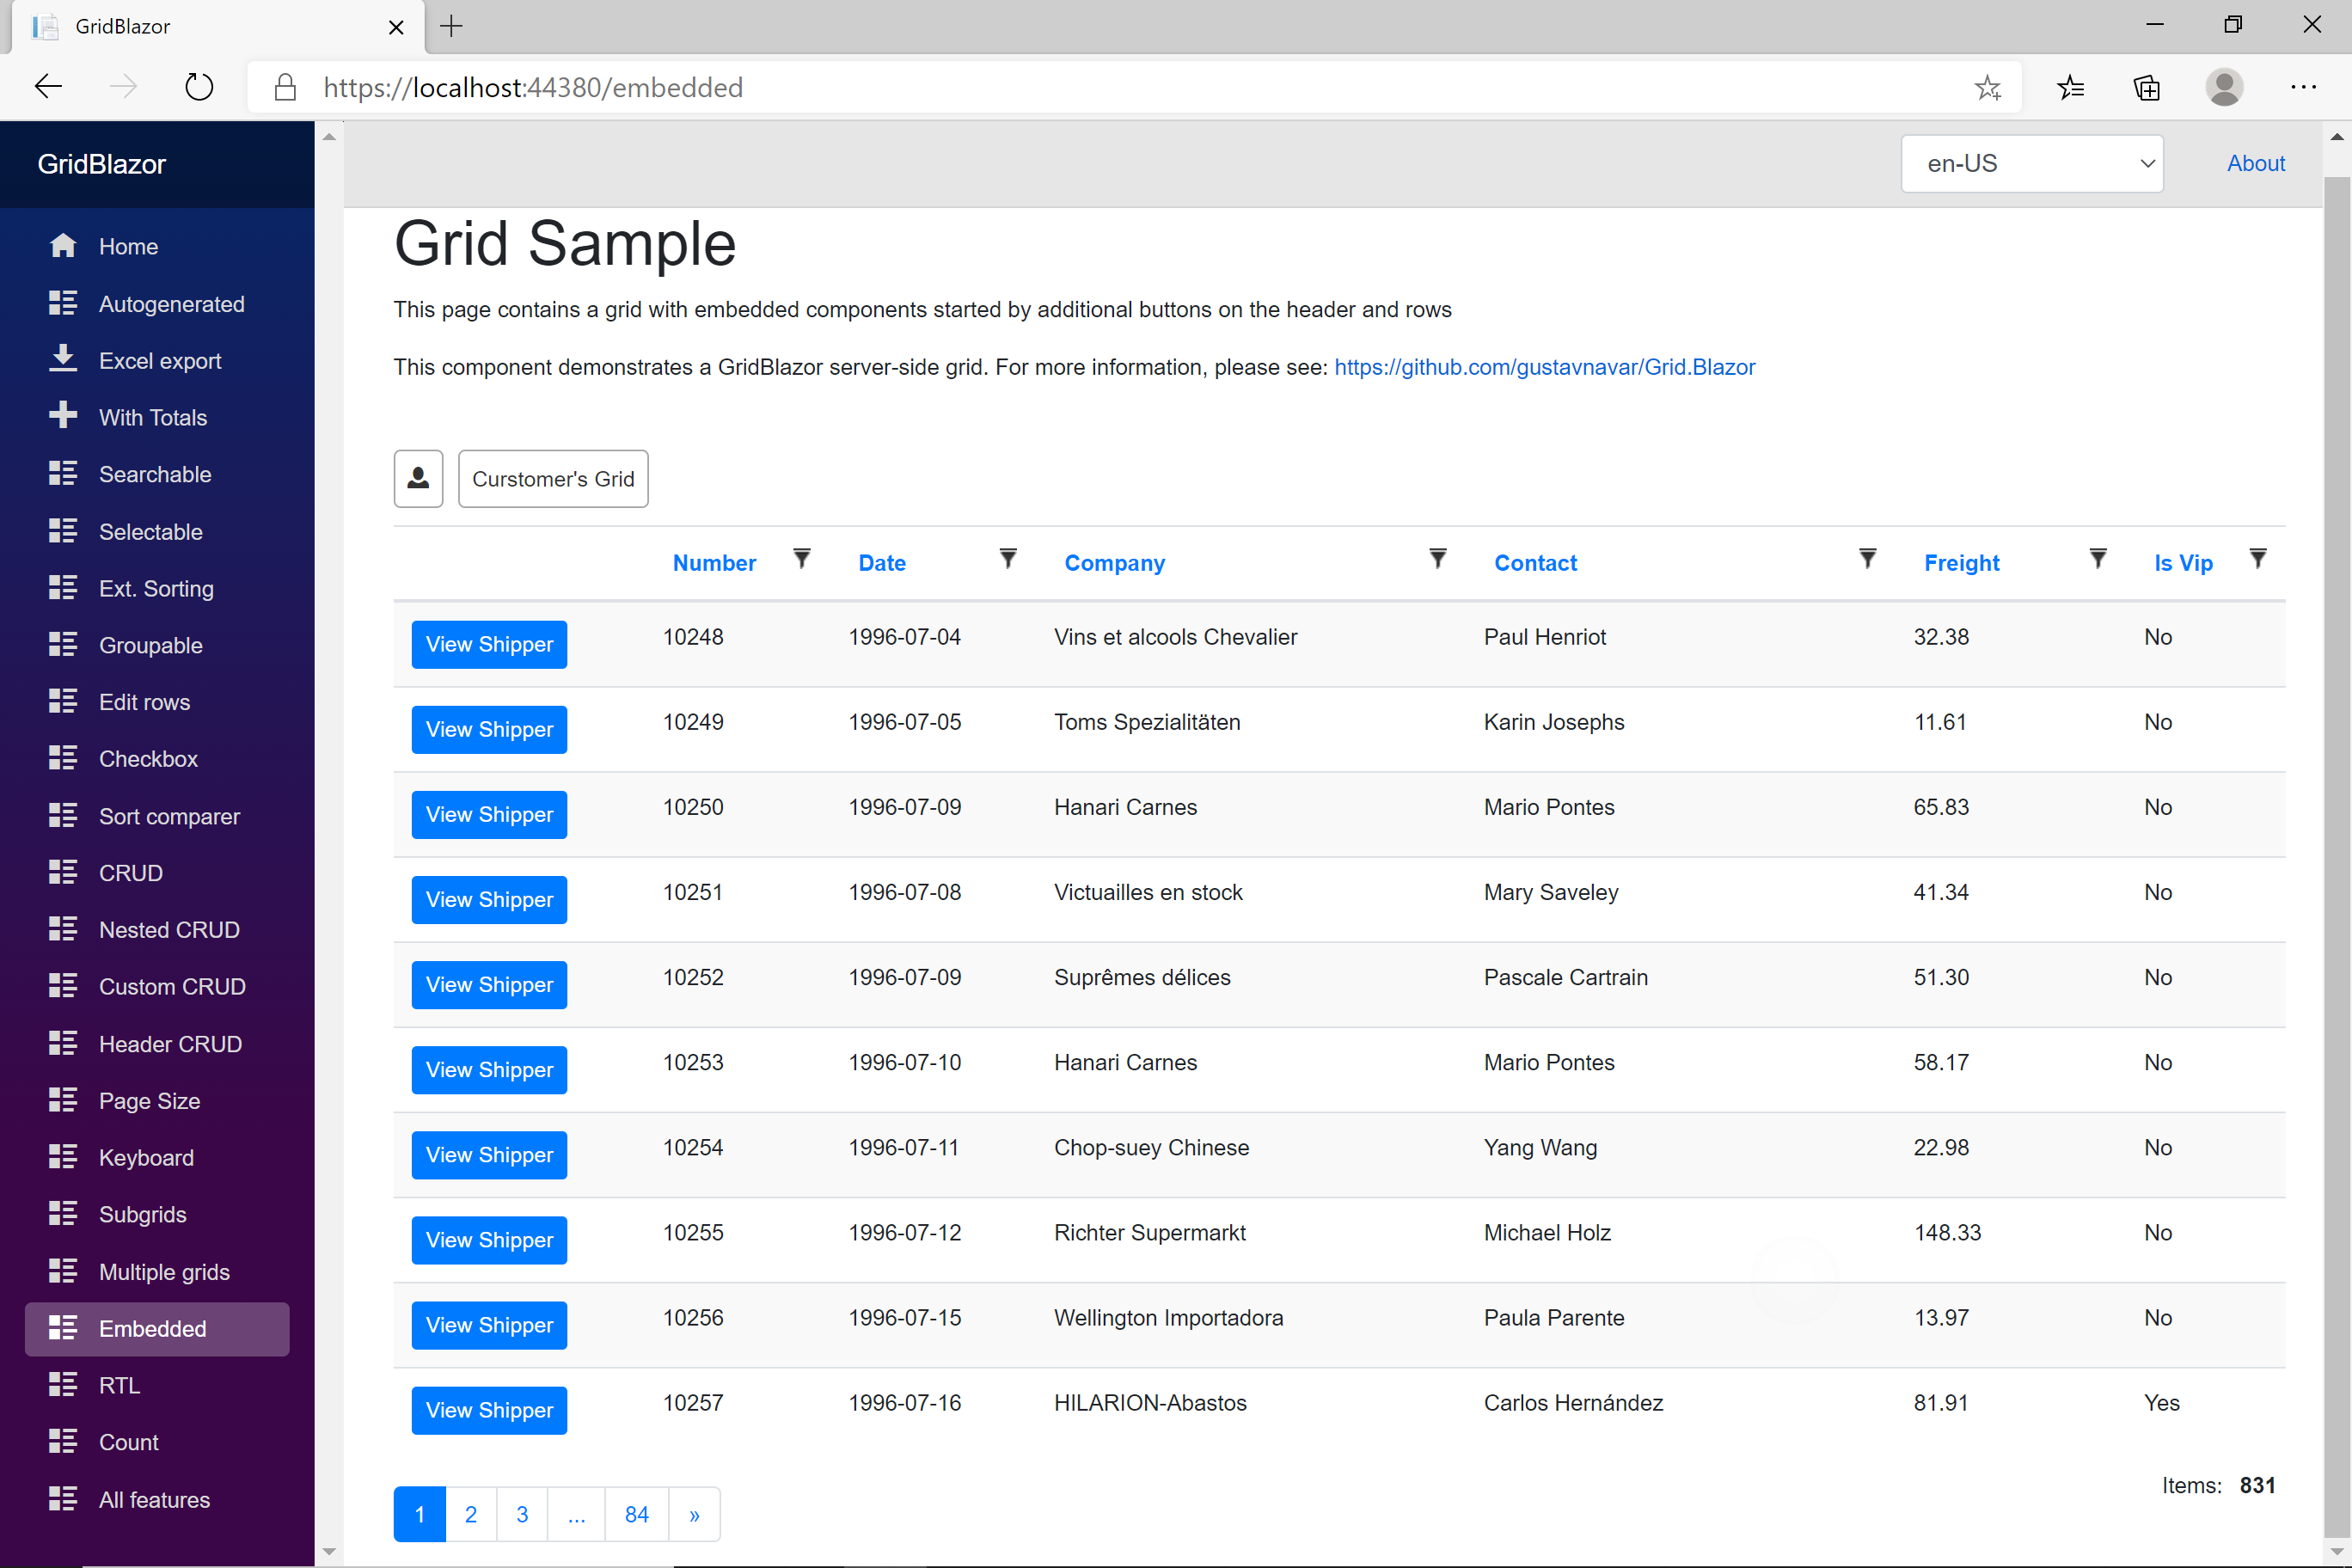 GridBlazor
https://localhost:44380/embedded
GridBlazor
en-US
About
Home
Autogenerated
Excel export
With Totals
Searchable
Selectable
Ext. Sorting
Groupable
Edit rows
Checkbox
Sort comparer
CRUD
Nested CRUD
Custom CRUD
Header CRUD
Page Size
Keyboard
Subgrids
Multiple grids
Embedded
RTL
Count
All features
Grid Sample
This page contains a grid with embedded components started by additional buttons on the header and rows
This component demonstrates a GridBlazor server-side grid. For more information, please see: https://github.com/gustavnavar/Grid.Blazor
Curstomer's Grid
Number Date Company Contact Freight Is Vip
View Shipper 10248 1996-07-04 Vins et alcools Chevalier Paul Henriot 32.38 No
View Shipper 10249 1996-07-05 Toms Spezialitäten Karin Josephs 11.61 No
View Shipper 10250 1996-07-09 Hanari Carnes Mario Pontes 65.83 No
View Shipper 10251 1996-07-08 Victuailles en stock Mary Saveley 41.34 No
View Shipper 10252 1996-07-09 Suprêmes délices Pascale Cartrain 51.30 No
View Shipper 10253 1996-07-10 Hanari Carnes Mario Pontes 58.17 No
View Shipper 10254 1996-07-11 Chop-suey Chinese Yang Wang 22.98 No
View Shipper 10255 1996-07-12 Richter Supermarkt Michael Holz 148.33 No
View Shipper 10256 1996-07-15 Wellington Importadora Paula Parente 13.97 No
View Shipper 10257 1996-07-16 HILARION-Abastos Carlos Hernández 81.91 Yes
Items: 831
1 2 3 ... 84 »